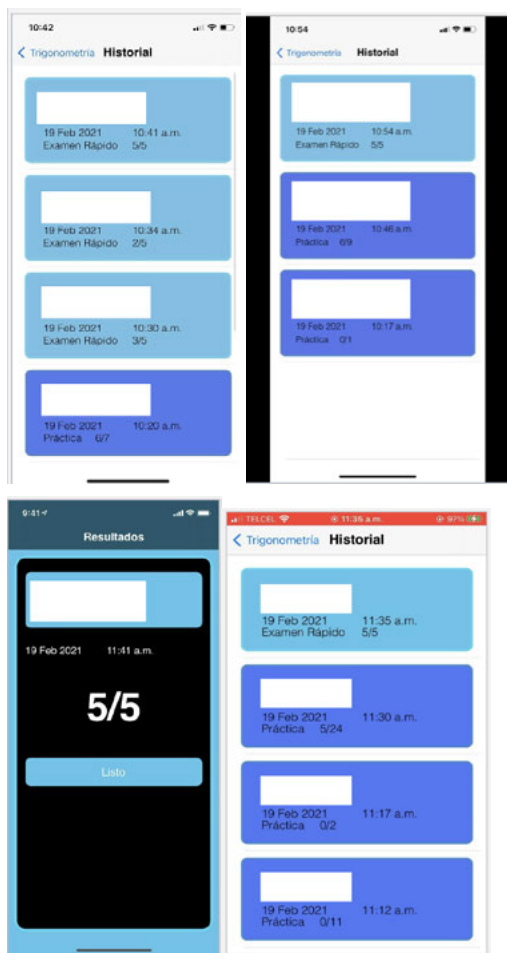 10:42
Trigonometría Historial
19 Feb 2021 10:41 a.m.
Examen Rápido 5/5
19 Feb 2021 10:34 a.m.
Examen Rápido 2/5
19 Feb 2021 10:30 a.m.
Examen Rápido 3/5
19 Feb 2021 10:20 a.m.
Práctica 6/7
10:54
Trigonometría Historial
19 Feb 2021 10:54 a.m.
Examen Rápido 5/5
19 Feb 2021 10:46 a.m.
Práctica 6/9
19 Feb 2021 10:17 a.m.
Práctica 0/1
9:41
Resultados
19 Feb 2021 11:41 a.m.
5/5
Listo
TELCEL 11:35 a.m. 97%
Trigonometría Historial
19 Feb 2021 11:35 a.m.
Examen Rápido 5/5
19 Feb 2021 11:30 a.m.
Práctica 5/24
19 Feb 2021 11:17 a.m.
Práctica 0/2
19 Feb 2021 11:12 a.m.
Práctica 0/11